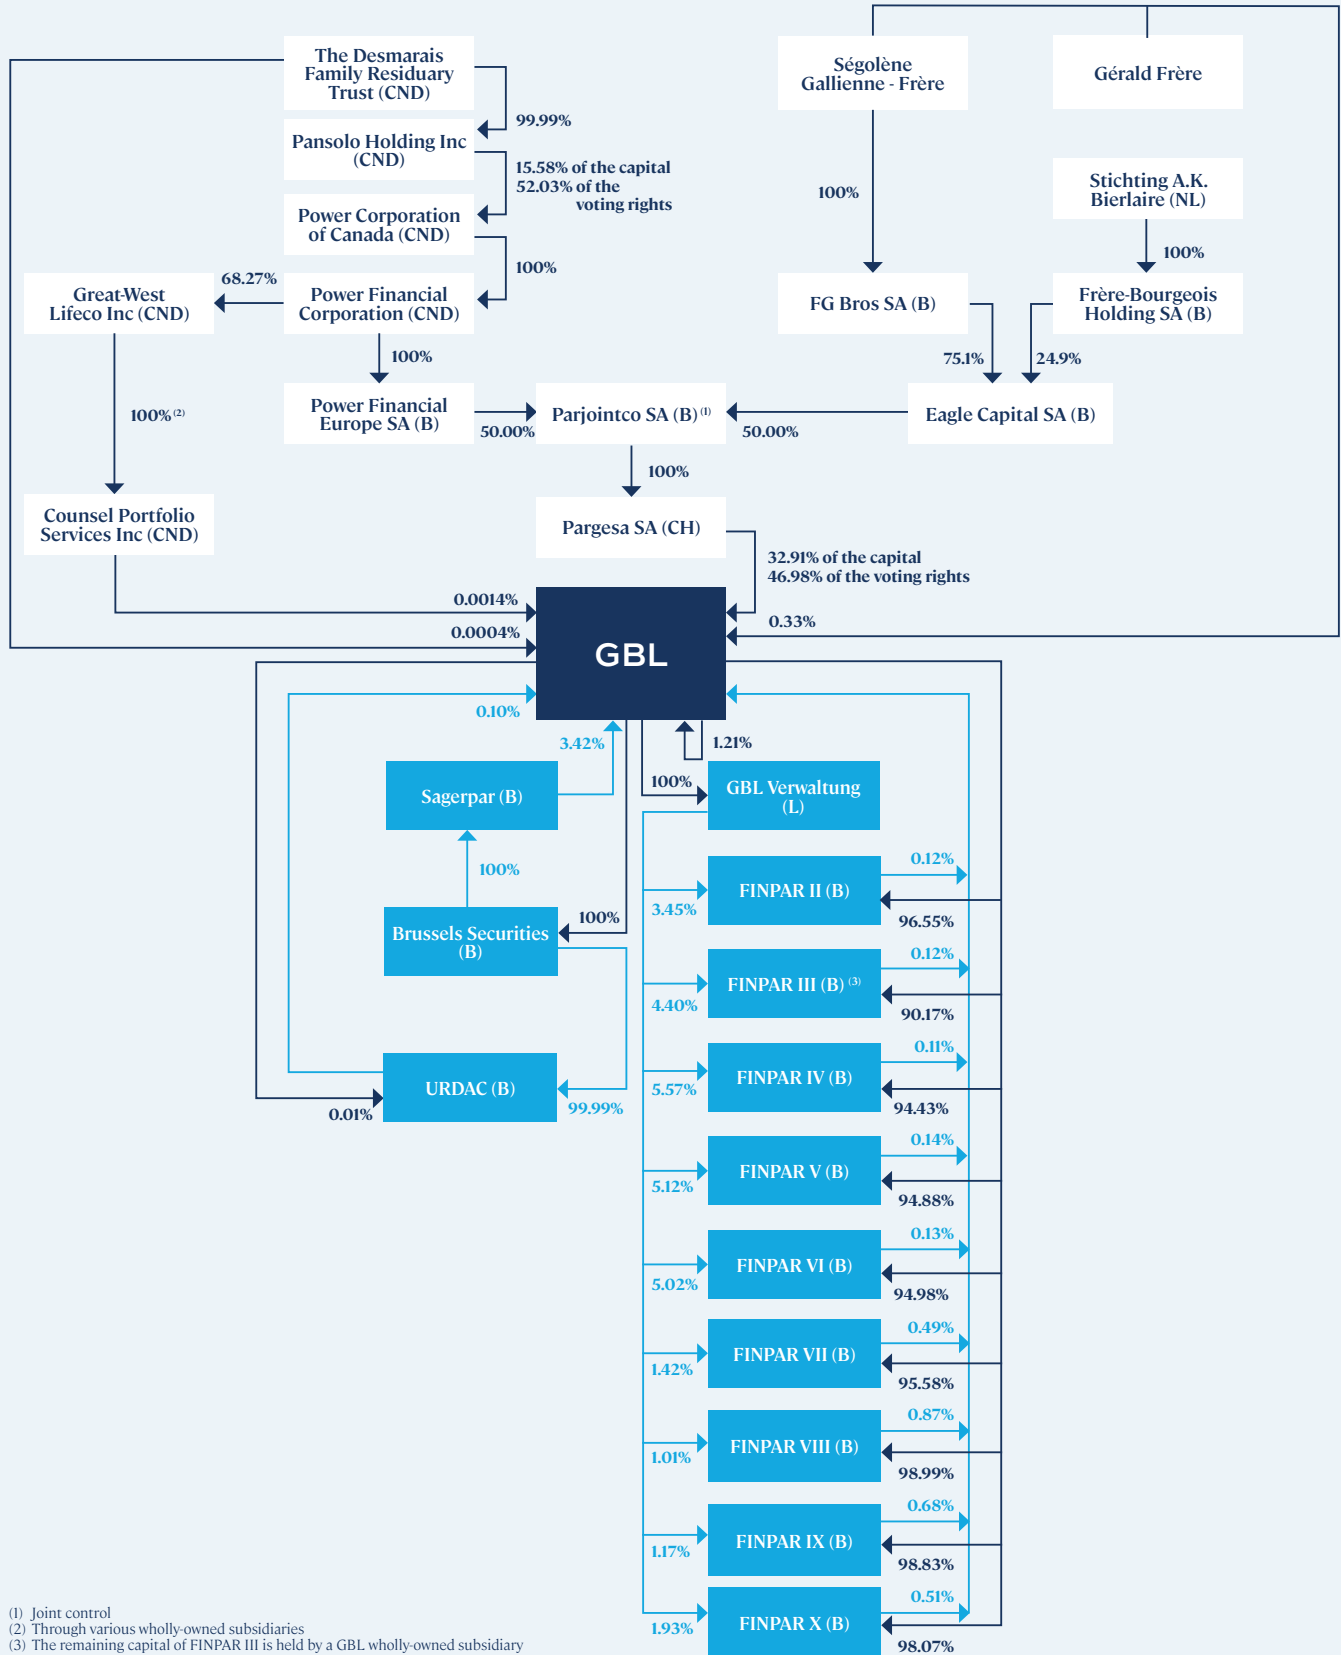 The Desmarais
Family Residuary
Trust (CND)
Ségolène
Gallienne - Frère
Gérald Frère
99.99%
Pansolo Holding Inc
(CND)
15.58% of the capital
52.03% of the
voting rights
Stichting A.K.
Bierlaire (NL)
100%
Power Corporation
of Canada (CND)
100%
100%
68.27%
Great-West
Lifeco Inc (CND)
Power Financial
Corporation (CND)
FG Bros SA (B)
Frère-Bourgeois
Holding SA (B)
100%
75.1%
24.9%
100% (2)
Power Financial
Europe SA (B)
50.00%
Parjointco SA (B) (1)
50.00%
Eagle Capital SA (B)
100%
Counsel Portfolio
Services Inc (CND)
Pargesa SA (CH)
32.91% of the capital
46.98% of the voting rights
0.0014%
0.33%
0.0004%
GBL
0.10%
3.42%
1.21%
100%
Sagerpar (B)
GBL Verwaltung
(L)
100%
0.12%
FINPAR II (B)
3.45%
96.55%
100%
Brussels Securities
(B)
0.12%
FINPAR III (B) (3)
4.40%
90.17%
0.11%
FINPAR IV (B)
5.57%
94.43%
URDAC (B)
0.01%
99.99%
0.14%
FINPAR V (B)
5.12%
94.88%
0.13%
FINPAR VI (B)
5.02%
94.98%
0.49%
FINPAR VII (B)
1.42%
95.58%
0.87%
FINPAR VIII (B)
1.01%
98.99%
0.68%
FINPAR IX (B)
1.17%
98.83%
0.51%
FINPAR X (B)
1.93%
98.07%
(1) Joint control
(2) Through various wholly-owned subsidiaries
(3) The remaining capital of FINPAR III is held by a GBL wholly-owned subsidiary